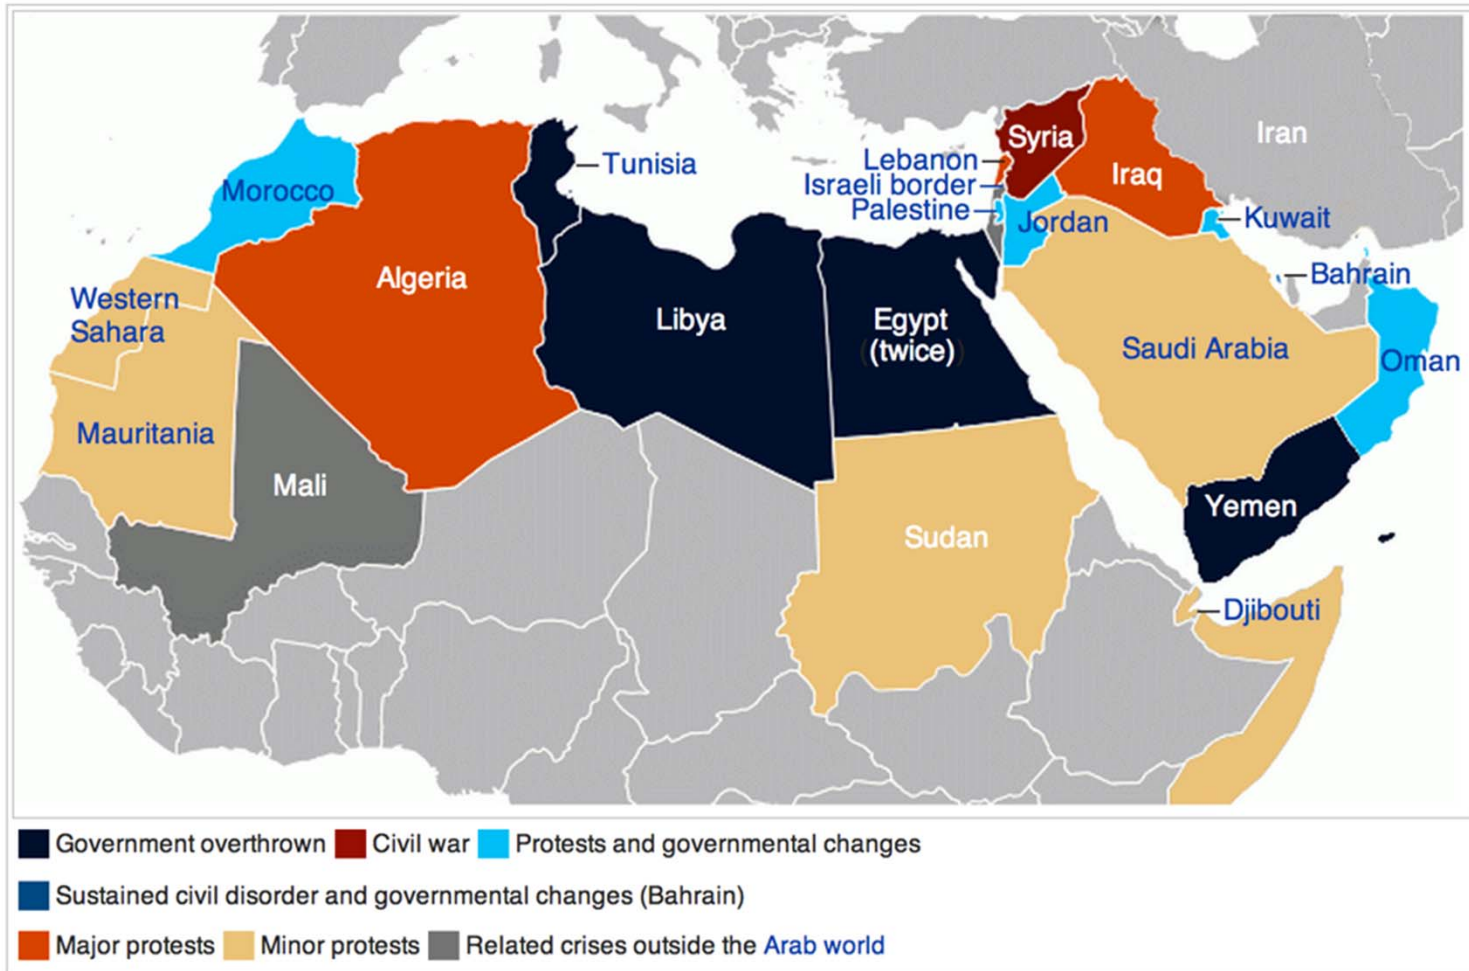 Syria
Iran
Lebanon
Tunisia
Iraq
Israeli border
Morocco
Palestine
Jordan
Kuwait
Algeria
Bahrain
Western
Sahara
Libya
Egypt
(twice)
Saudi Arabia
Oman
Mauritania
Mali
Yemen
Sudan
Djibouti
Government overthrown Civil war Protests and governmental changes
Sustained civil disorder and governmental changes (Bahrain)
Major protests Minor protests Related crises outside the Arab world